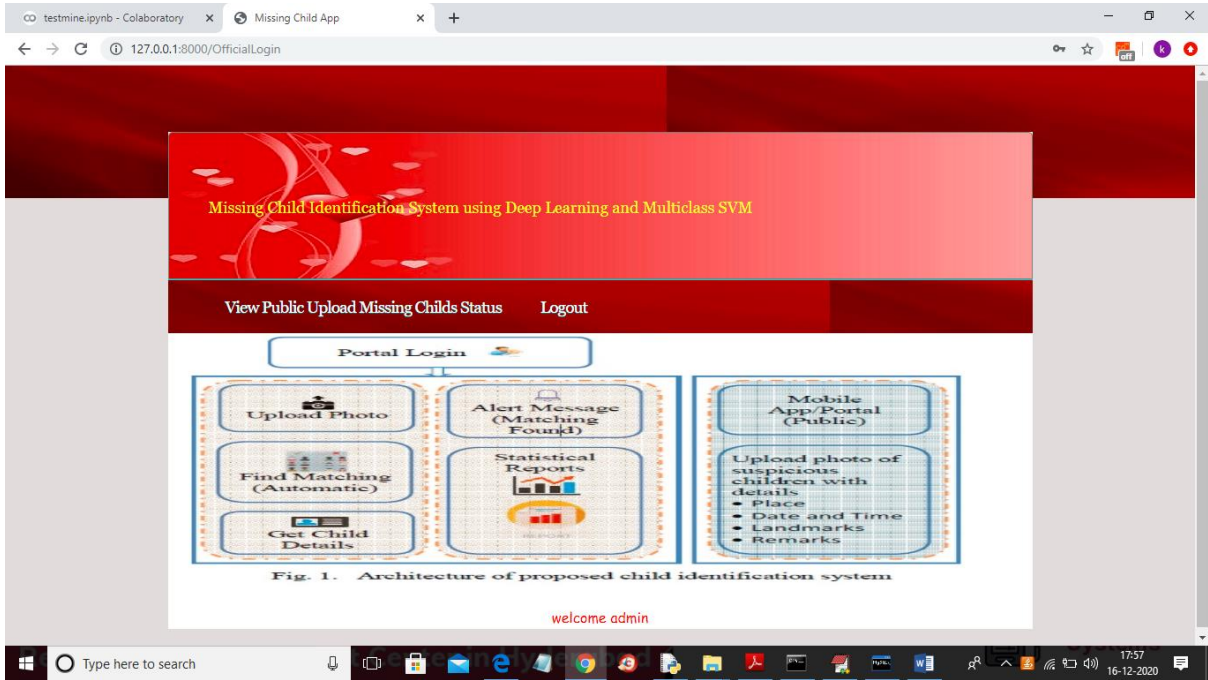 testmine.ipynb - Colaboratory
Missing Child App
127.0.0.1:8000/OfficialLogin
off
k
Missing Child Identification System using Deep Learning and Multiclass SVM
View Public Upload Missing Childs Status
Logout
Portal Login
Upload Photo
Find Matching
(Automatic)
Get Child
Details
Alert Message
(Matching
Found)
Statistical
Reports
REPORT
Mobile
App/Portal
(Public)
Upload photo of
suspicious
children with
details
• Place
• Date and Time
• Landmarks
• Remarks
Fig. 1. Architecture of proposed child identification system
welcome admin
Type here to search
17:57
16-12-2020